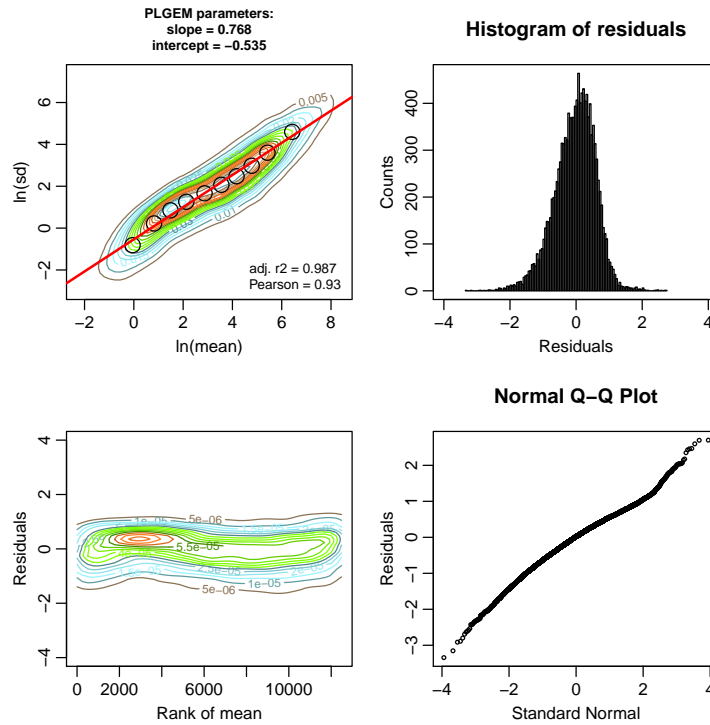 PLGEM parameters:
slope = 0.768
intercept = −0.535
6
4
2
0
−2
ln(sd)
0.005
0.01
0.03
adj. r2 = 0.987
Pearson = 0.93
−2 0 2 4 6 8
ln(mean)
Histogram of residuals
400
300
200
100
0
Counts
−4 −2 0 2 4
Residuals
4
2
0
−2
−4
Residuals
1e−05
5e−06
5.5e−05
2.5e−05
2e−05
1e−05
5e−06
0 2000 6000 10000
Rank of mean
Normal Q−Q Plot
2
1
0
−1
−2
−3
Residuals
−4 −2 0 2 4
Standard Normal